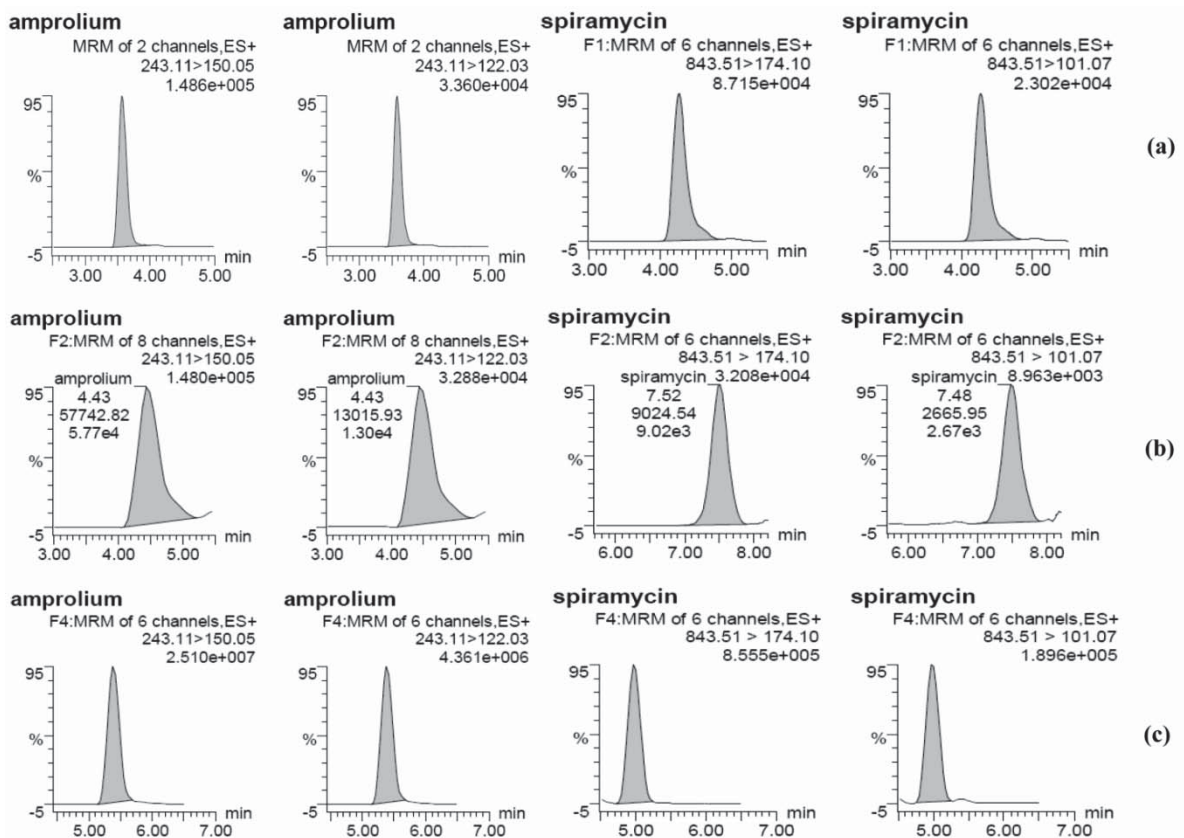 amprolium
MRM of 2 channels,ES+
243.11>150.05
1.486e+005
95
%
-5
3.00 4.00 5.00 min
amprolium
MRM of 2 channels,ES+
243.11>122.03
3.360e+004
95
%
-5
3.00 4.00 5.00 min
spiramycin
F1:MRM of 6 channels,ES+
843.51>174.10
8.715e+004
95
%
-5
3.00 4.00 5.00 min
spiramycin
F1:MRM of 6 channels,ES+
843.51>101.07
2.302e+004
95
%
-5
3.00 4.00 5.00 min
(a)
amprolium
F2:MRM of 8 channels,ES+
243.11>150.05
1.480e+005
amprolium
4.43
57742.82
5.77e4
95
%
-5
3.00 4.00 5.00 min
amprolium
F2:MRM of 8 channels,ES+
243.11>122.03
3.288e+004
amprolium
4.43
13015.93
1.30e4
95
%
-5
3.00 4.00 5.00 min
spiramycin
F2:MRM of 6 channels,ES+
843.51 > 174.10
spiramycin 3.208e+004
7.52
9024.54
9.02e3
95
%
-5
6.00 7.00 8.00 min
spiramycin
F2:MRM of 6 channels,ES+
843.51 > 101.07
spiramycin 8.963e+003
7.48
2665.95
2.67e3
95
%
-5
6.00 7.00 8.00 min
(b)
amprolium
F4:MRM of 6 channels,ES+
243.11>150.05
2.510e+007
95
%
-5
5.00 6.00 7.00 min
amprolium
F4:MRM of 6 channels,ES+
243.11>122.03
4.361e+006
95
%
-5
5.00 6.00 7.00 min
spiramycin
F4:MRM of 6 channels,ES+
843.51 > 174.10
8.555e+005
95
%
-5
5.00 6.00 7.00 min
spiramycin
F4:MRM of 6 channels,ES+
843.51 > 101.07
1.896e+005
95
%
-5
5.00 6.00 7.00 min
(c)